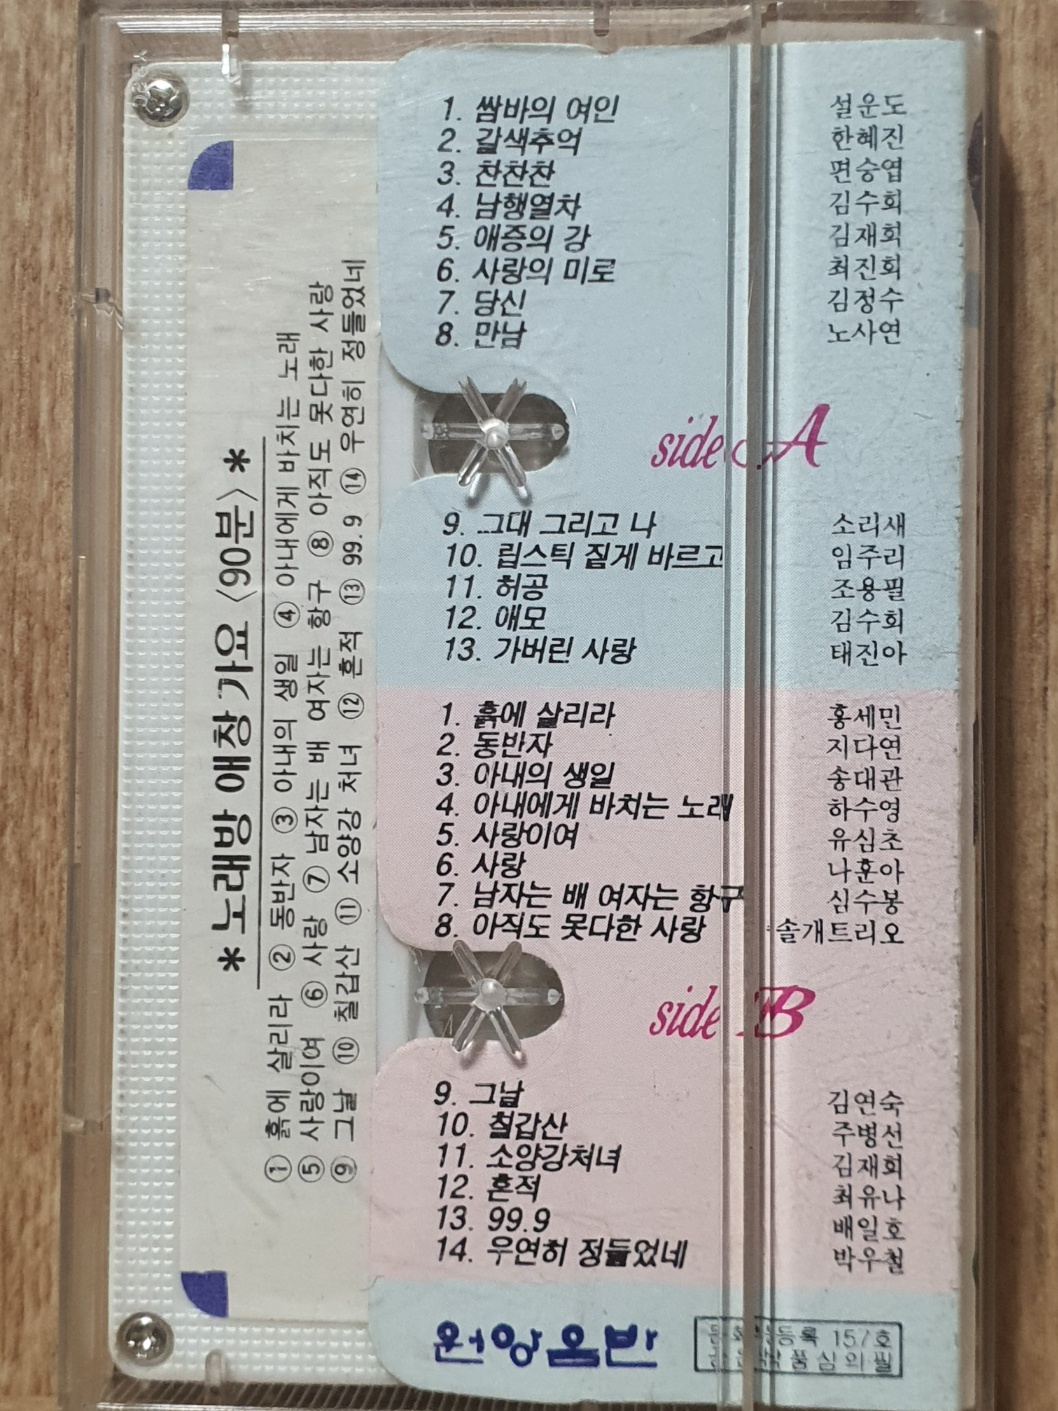 1. 쌈바의 여인 설운도
2. 갈색추억 한혜진
3. 찬찬찬 편승엽
4. 남행열차 김수희
5. 애증의 강 김재희
6. 사랑의 미로 최진희
7. 당신 김정수
8. 만남 노사연
side A
9. 그대 그리고 나 소리새
10. 립스틱 짙게 바르고 임주리
11. 허공 조용필
12. 애모 김수희
13. 가버린 사랑 태진아
1. 흙에 살리라 홍세민
2. 동반자 지다연
3. 아내의 생일 송대관
4. 아내에게 바치는 노래 하수영
5. 사랑이여 유심초
6. 사랑 나훈아
7. 남자는 배 여자는 항구 심수봉
8. 아직도 못다한 사랑 솔개트리오
side B
9. 그날 김연숙
10. 칠갑산 주병선
11. 소양강처녀 김재희
12. 흔적 최유나
13. 99.9 배일호
14. 우연히 정들었네 박우철
원앙음반
등록 157호
품심의필
*노래방 애창가요〈90분〉*
① 흙에 살리라 ② 동반자 ③ 아내의 생일 ④ 아내에게 바치는 노래
⑤ 사랑이여 ⑥ 사랑 ⑦ 남자는 배 여자는 항구 ⑧ 아직도 못다한 사랑
⑨ 그날 ⑩ 칠갑산 ⑪ 소양강 처녀 ⑫ 흔적 ⑬ 99.9 ⑭ 우연히 정들었네